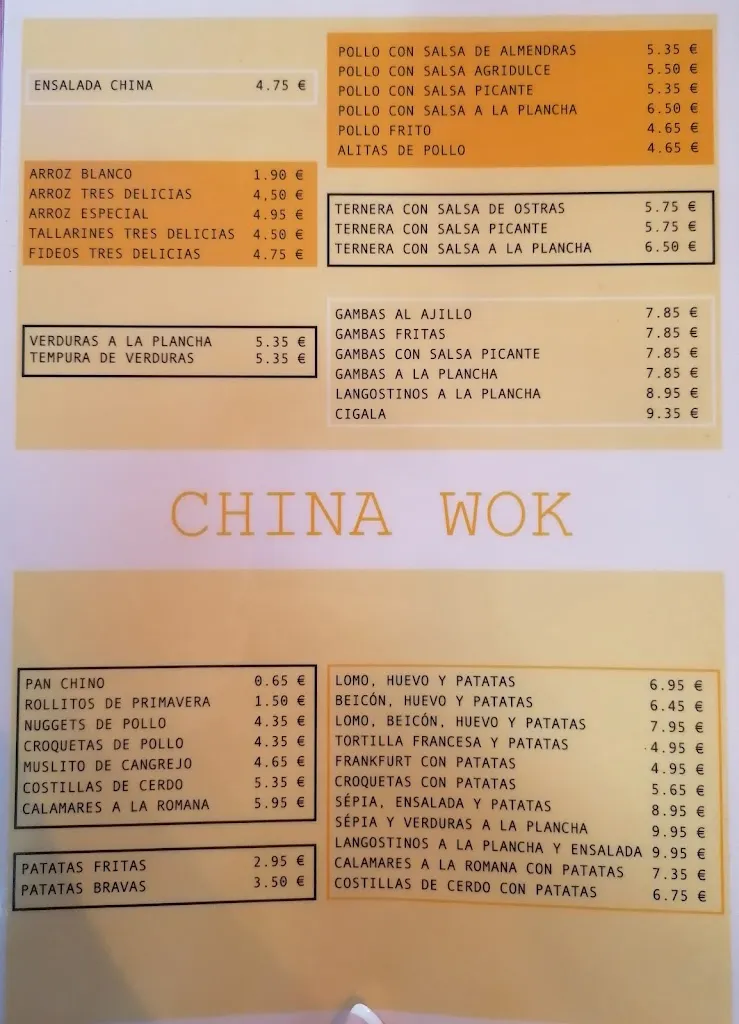 ENSALADA CHINA 4.75 €
ARROZ BLANCO 1.90 €
ARROZ TRES DELICIAS 4,50 €
ARROZ ESPECIAL 4.95 €
TALLARINES TRES DELICIAS 4.50 €
FIDEOS TRES DELICIAS 4.75 €
VERDURAS A LA PLANCHA 5.35 €
TEMPURA DE VERDURAS 5.35 €
POLLO CON SALSA DE ALMENDRAS 5.35 €
POLLO CON SALSA AGRIDULCE 5.50 €
POLLO CON SALSA PICANTE 5.35 €
POLLO CON SALSA A LA PLANCHA 6.50 €
POLLO FRITO 4.65 €
ALITAS DE POLLO 4.65 €
TERNERA CON SALSA DE OSTRAS 5.75 €
TERNERA CON SALSA PICANTE 5.75 €
TERNERA CON SALSA A LA PLANCHA 6.50 €
GAMBAS AL AJILLO 7.85 €
GAMBAS FRITAS 7.85 €
GAMBAS CON SALSA PICANTE 7.85 €
GAMBAS A LA PLANCHA 7.85 €
LANGOSTINOS A LA PLANCHA 8.95 €
CIGALA 9.35 €
CHINA WOK
PAN CHINO 0.65 €
ROLLITOS DE PRIMAVERA 1.50 €
NUGGETS DE POLLO 4.35 €
CROQUETAS DE POLLO 4.35 €
MUSLITO DE CANGREJO 4.65 €
COSTILLAS DE CERDO 5.35 €
CALAMARES A LA ROMANA 5.95 €
PATATAS FRITAS 2.95 €
PATATAS BRAVAS 3.50 €
LOMO, HUEVO Y PATATAS 6.95 €
BEICÓN, HUEVO Y PATATAS 6.45 €
LOMO, BEICÓN, HUEVO Y PATATAS 7.95 €
TORTILLA FRANCESA Y PATATAS 4.95 €
FRANKFURT CON PATATAS 4.95 €
CROQUETAS CON PATATAS 5.65 €
SÉPIA, ENSALADA Y PATATAS 8.95 €
SÉPIA Y VERDURAS A LA PLANCHA 9.95 €
LANGOSTINOS A LA PLANCHA Y ENSALADA 9.95 €
CALAMARES A LA ROMANA CON PATATAS 7.35 €
COSTILLAS DE CERDO CON PATATAS 6.75 €